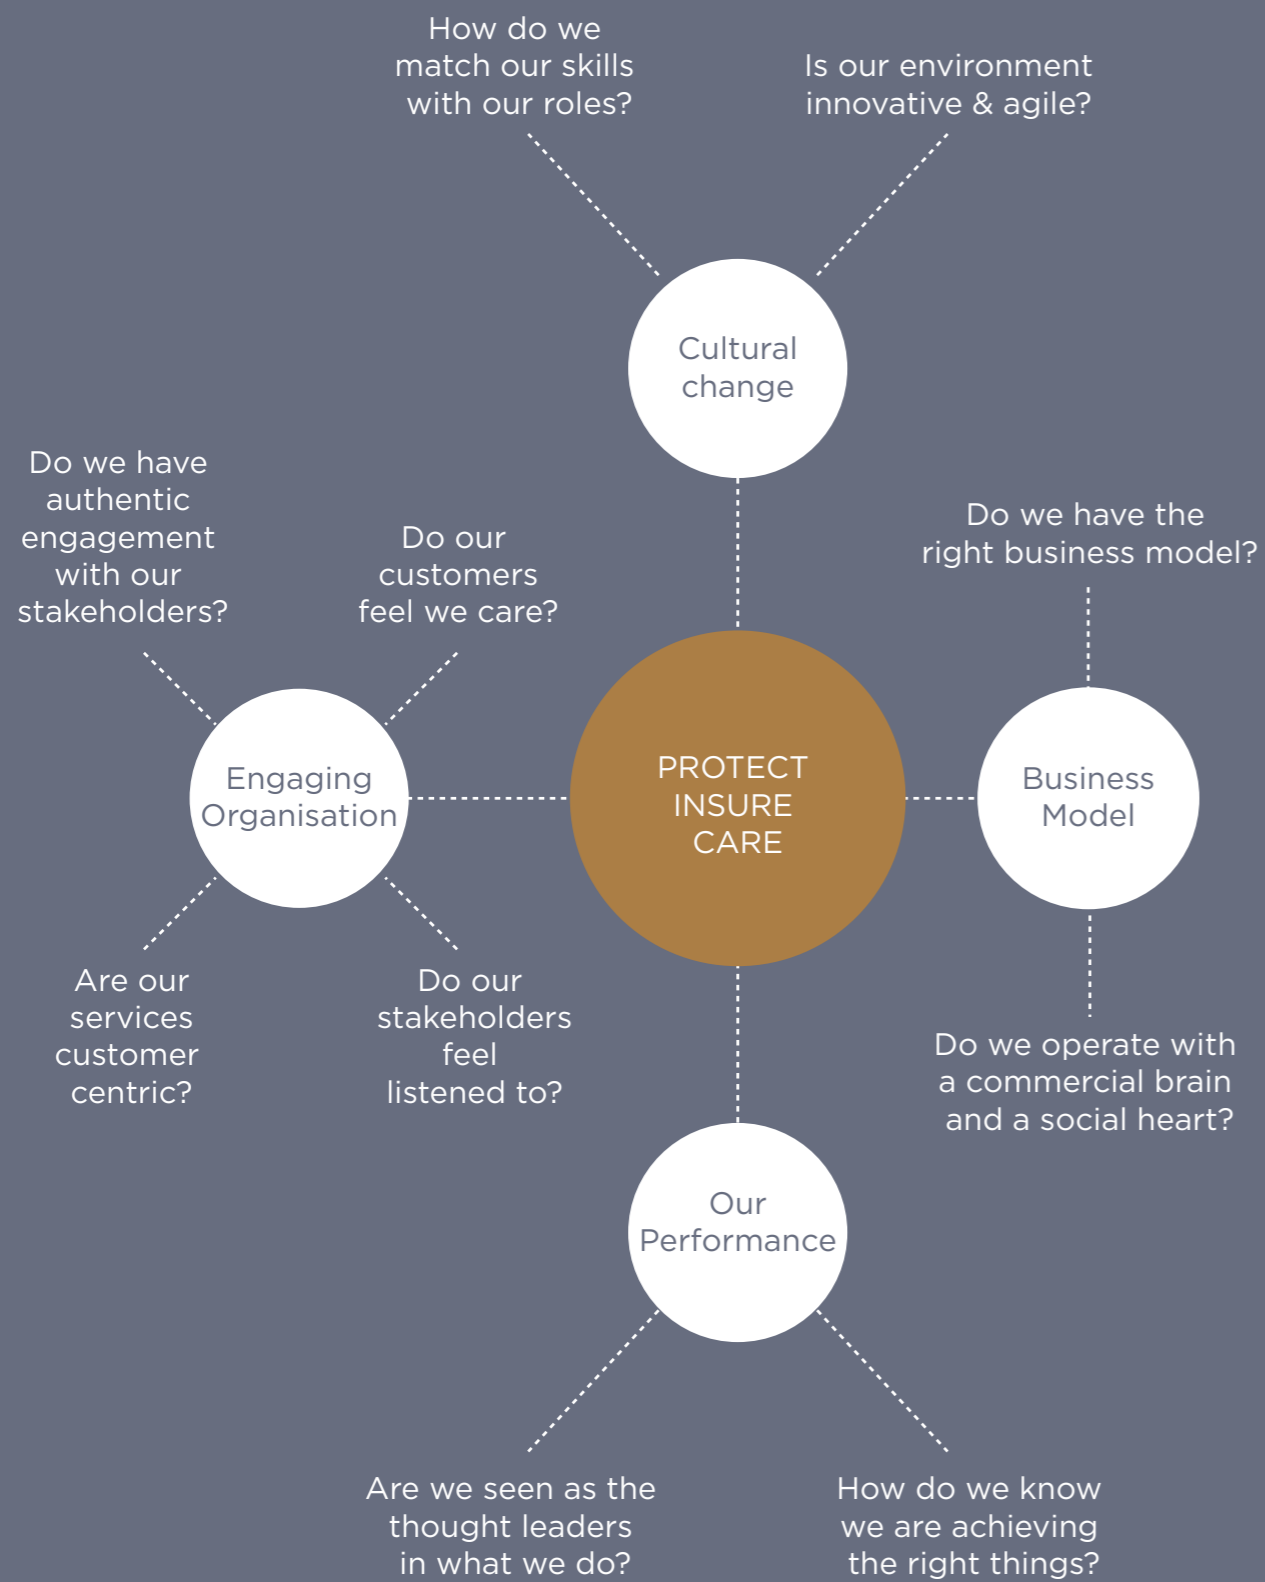 How do we
match our skills
with our roles?
Is our environment
innovative & agile?
Cultural
change
Do we have
authentic
engagement
with our
stakeholders?
Do our
customers
feel we care?
Do we have the
right business model?
Engaging
Organisation
PROTECT
INSURE
CARE
Business
Model
Are our
services
customer
centric?
Do our
stakeholders
feel
listened to?
Do we operate with
a commercial brain
and a social heart?
Our
Performance
Are we seen as the
thought leaders
in what we do?
How do we know
we are achieving
the right things?